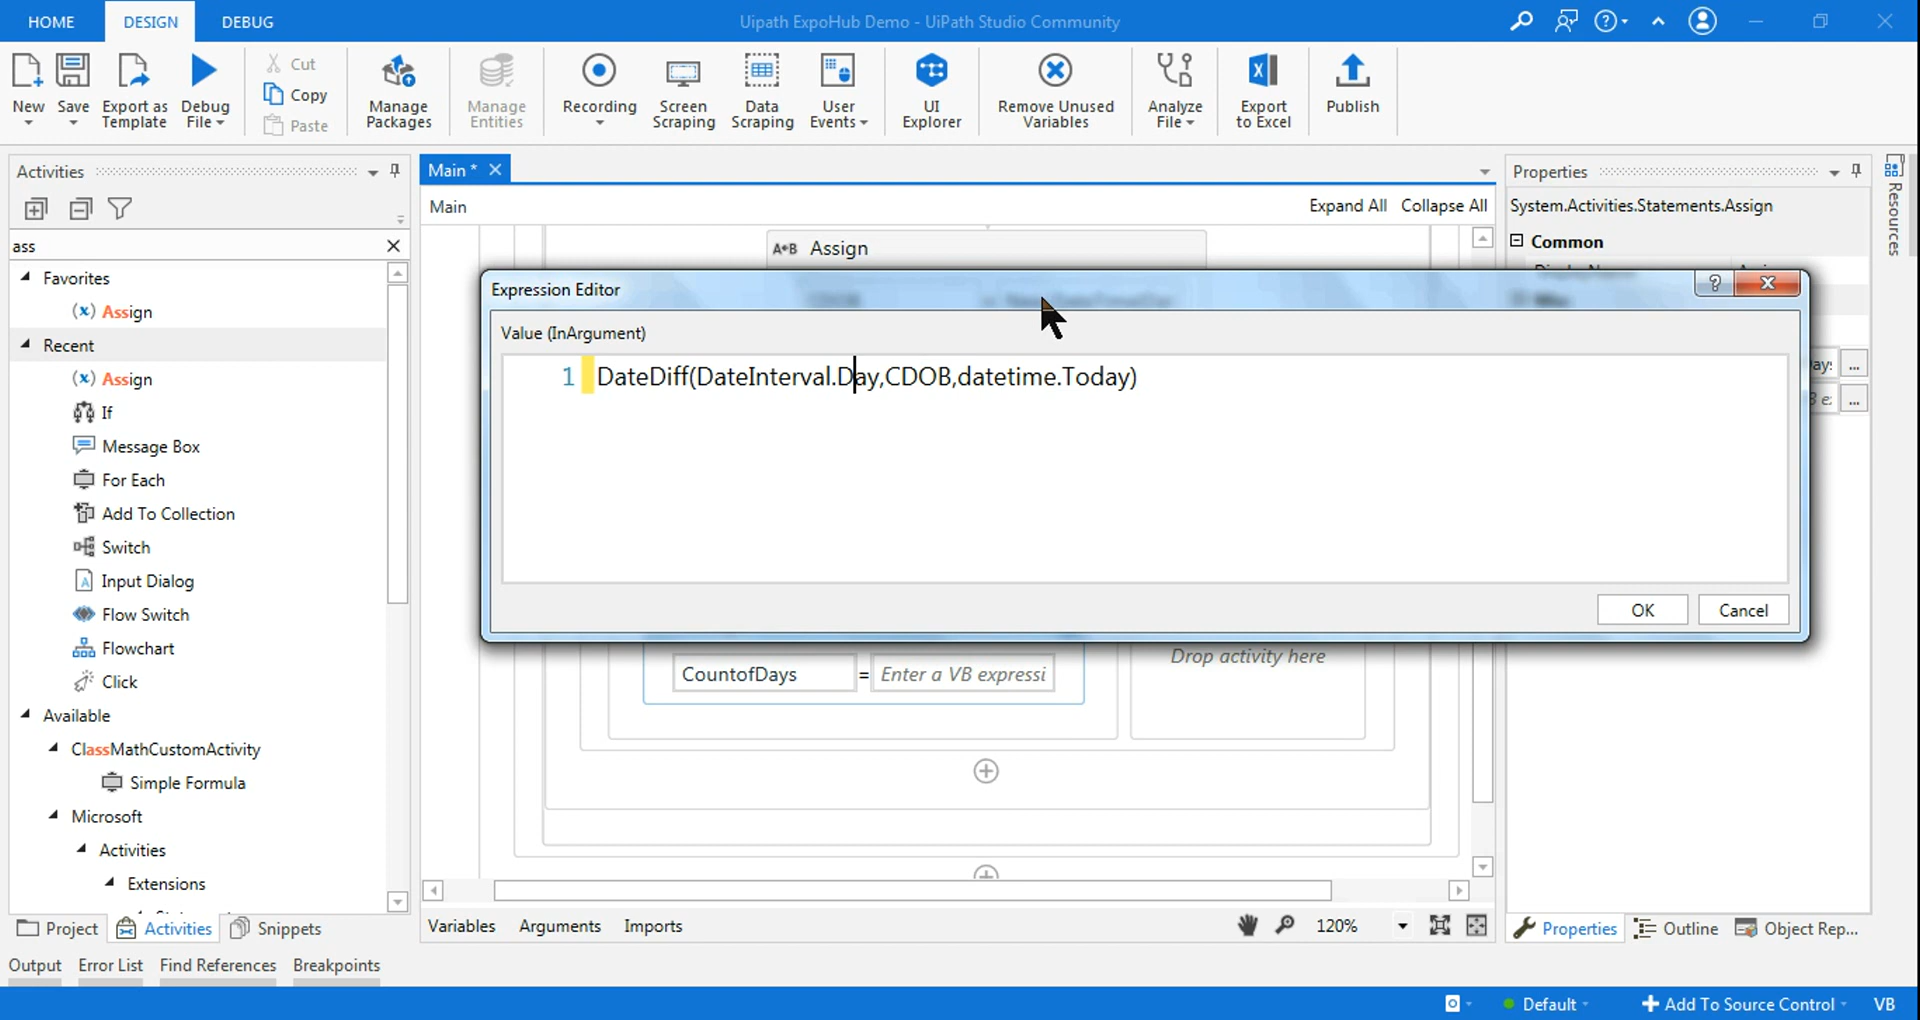 HOME DESIGN DEBUG Uipath ExpoHub Demo - UiPath Studio Community
New Save Export as Template Debug File Cut Copy Paste Manage Packages Manage Entities Recording Screen Scraping Data Scraping User Events UI Explorer Remove Unused Variables Analyze File Export to Excel Publish
Activities
Main *
Properties
Resources
Main
Expand All Collapse All
System.Activities.Statements.Assign
ass
A+B Assign
Common
Favorites
Assign
Recent
Assign
If
Message Box
For Each
Add To Collection
Switch
Input Dialog
Flow Switch
Flowchart
Click
Available
ClassMathCustomActivity
Simple Formula
Microsoft
Activities
Extensions
Expression Editor
Value (InArgument)
1 DateDiff(DateInterval.Day,CDOB,datetime.Today)
OK Cancel
CountofDays = Enter a VB expressi
Drop activity here
Project Activities Snippets
Variables Arguments Imports
120%
Properties Outline Object Rep...
Output Error List Find References Breakpoints
Default Add To Source Control VB